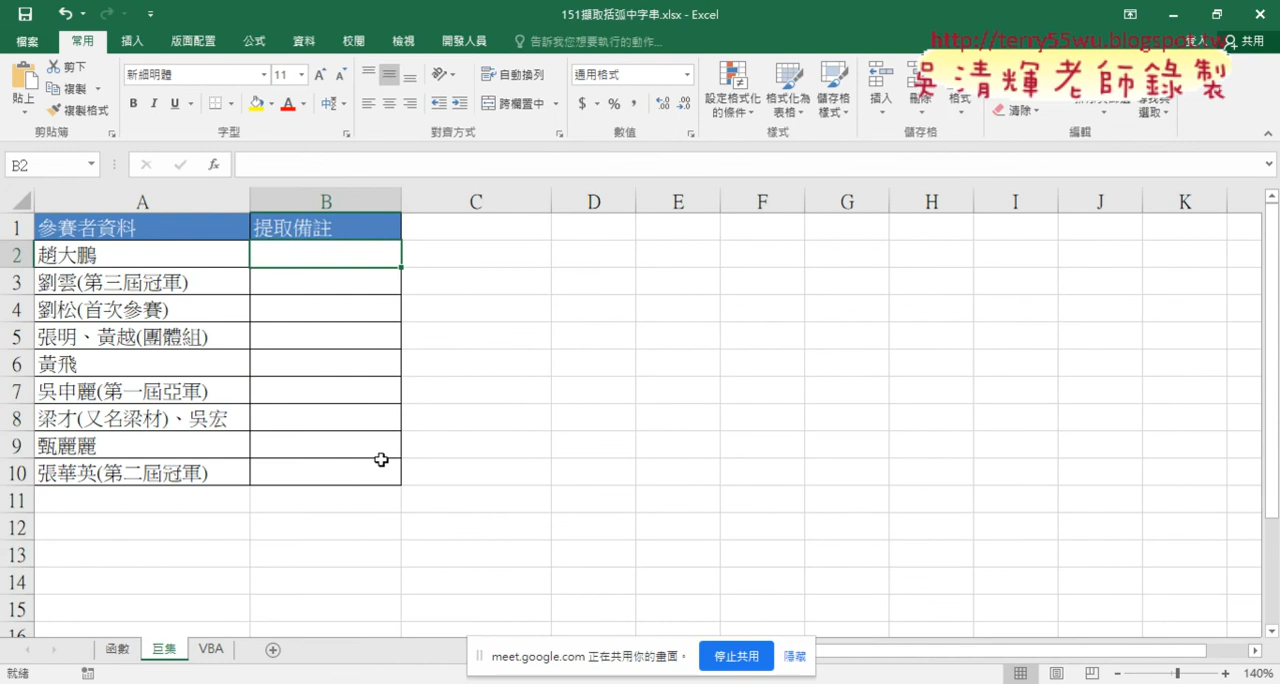 151擷取括弧中字串.xlsx - Excel
檔案 常用 插入 版面配置 公式 資料 校閱 檢視 開發人員 告訴我您想要執行的動作... 登入 共用
http://terry55wu.blogspot.tw
吳清輝老師錄製
貼上 剪下 複製 複製格式 剪貼簿
新細明體 11 B I U 字型
自動換列 跨欄置中 對齊方式
通用格式 $ % , 數值
設定格式化的條件 格式化為表格 儲存格樣式 樣式
插入 刪除 格式 儲存格
清除 選取 編輯
B2 fx
A B C D E F G H I J K
1 參賽者資料 提取備註
2 趙大鵬
3 劉雲(第三屆冠軍)
4 劉松(首次參賽)
5 張明、黃越(團體組)
6 黃飛
7 吳申麗(第一屆亞軍)
8 梁才(又名梁材)、吳宏
9 甄麗麗
10 張華英(第二屆冠軍)
11
12
13
14
15
16
函數 巨集 VBA
meet.google.com 正在共用你的畫面。 停止共用 隱藏
就緒 140%